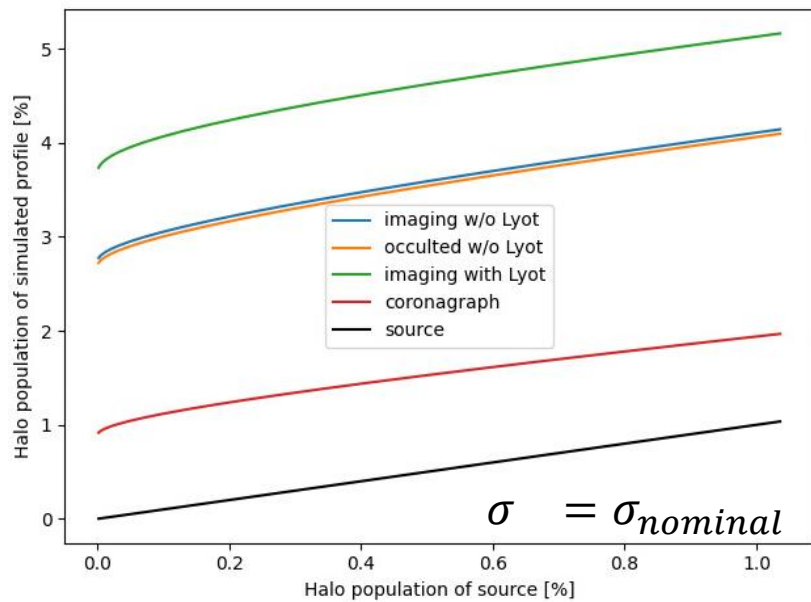 Halo population of simulated profile [%]
5
4
3
2
1
0
imaging w/o Lyot
occulted w/o Lyot
imaging with Lyot
coronagraph
source
σ = σ_nominal
0.0 0.2 0.4 0.6 0.8 1.0
Halo population of source [%]